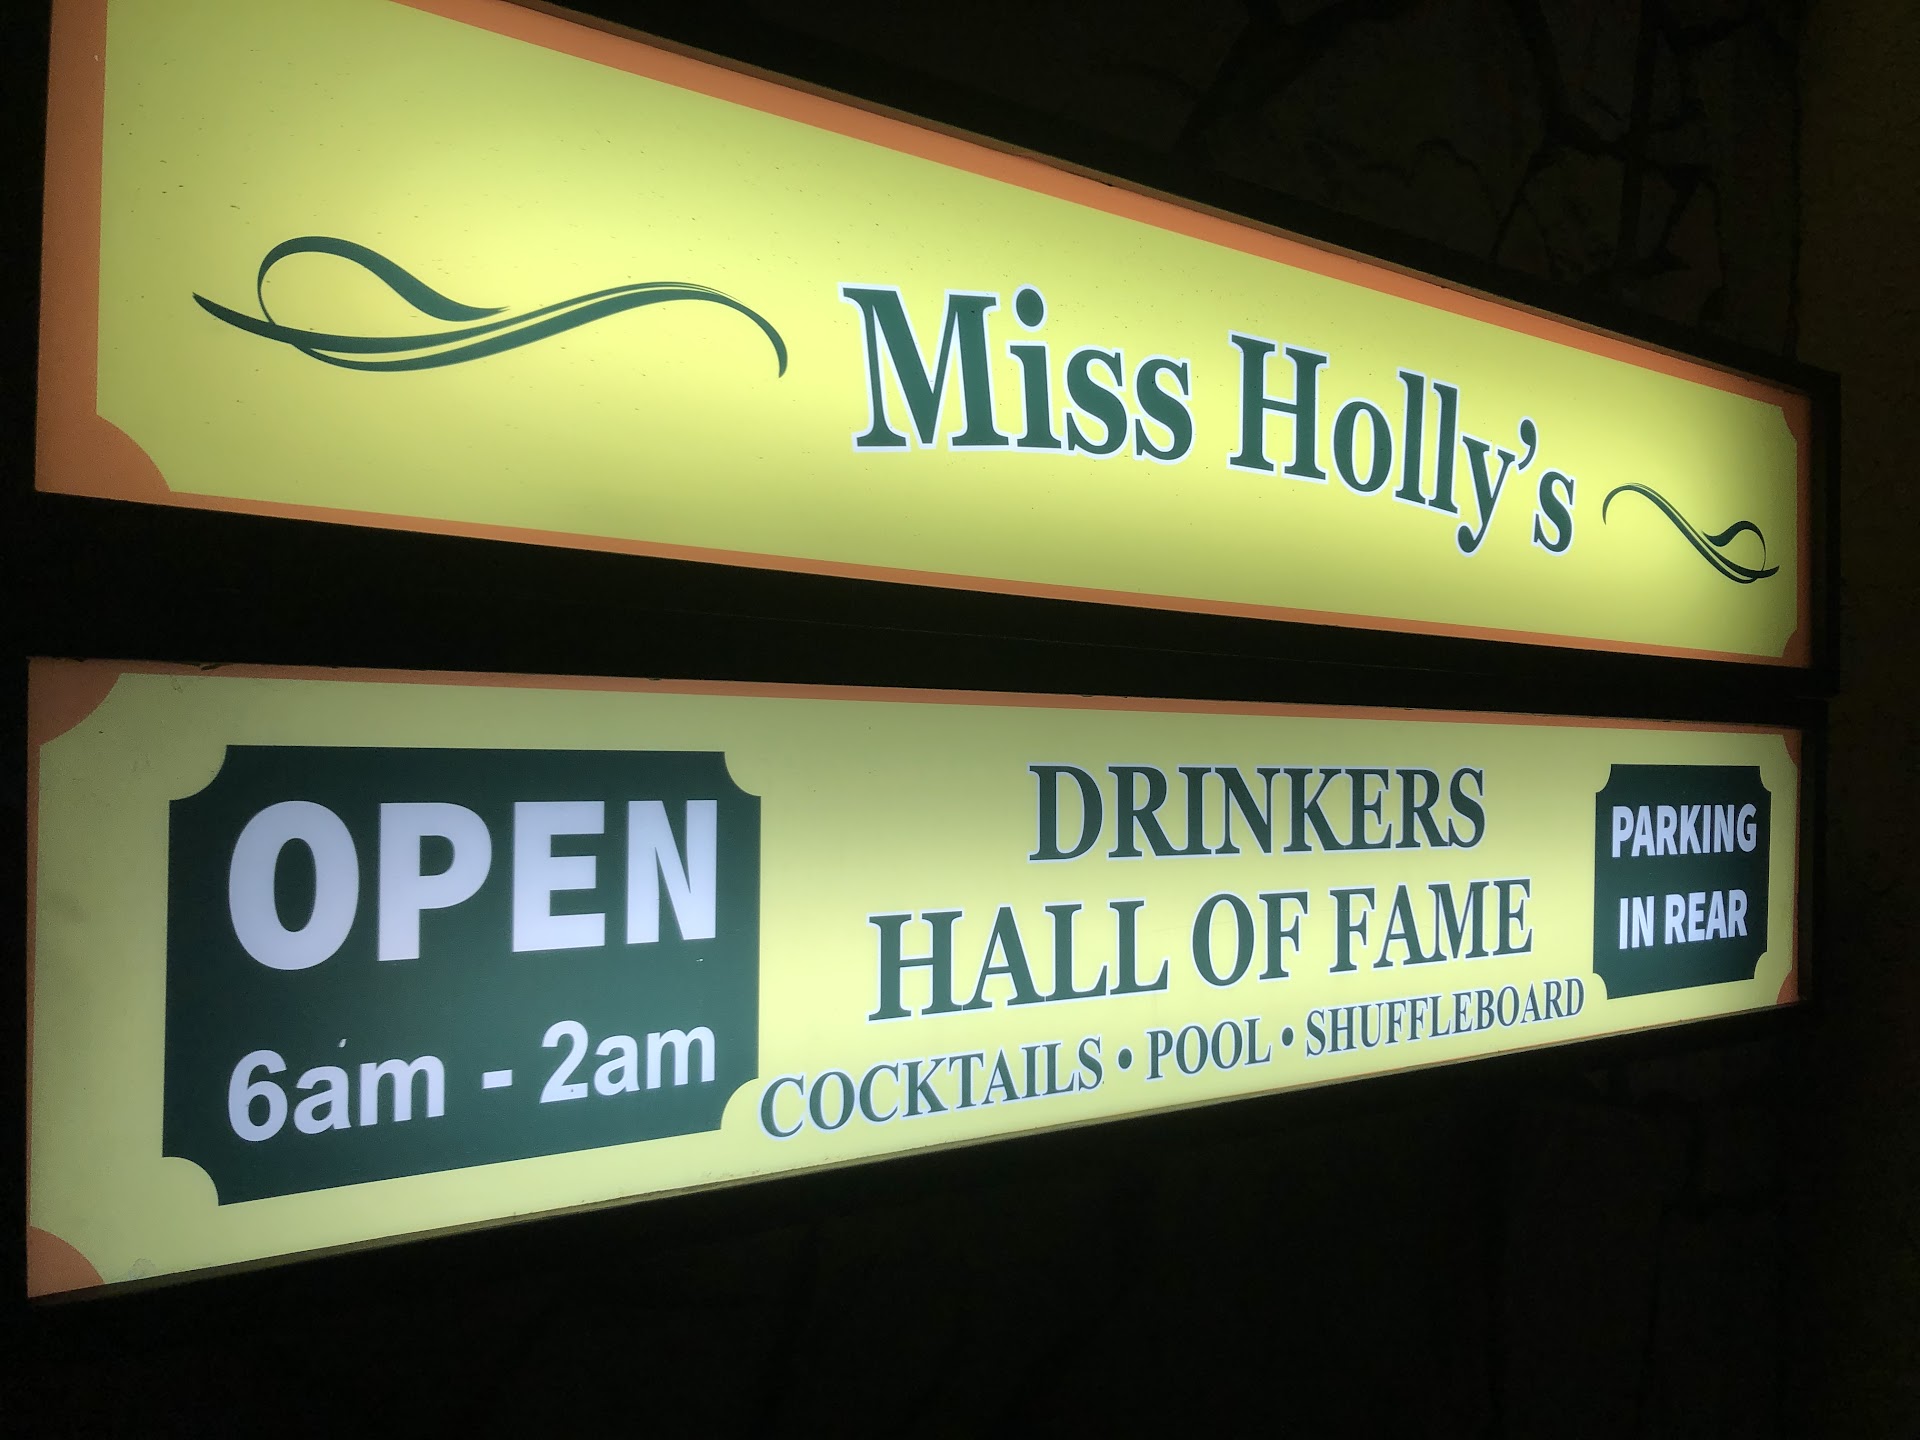 Miss Holly's
OPEN
6am - 2am
DRINKERS
HALL OF FAME
COCKTAILS • POOL • SHUFFLEBOARD
PARKING
IN REAR